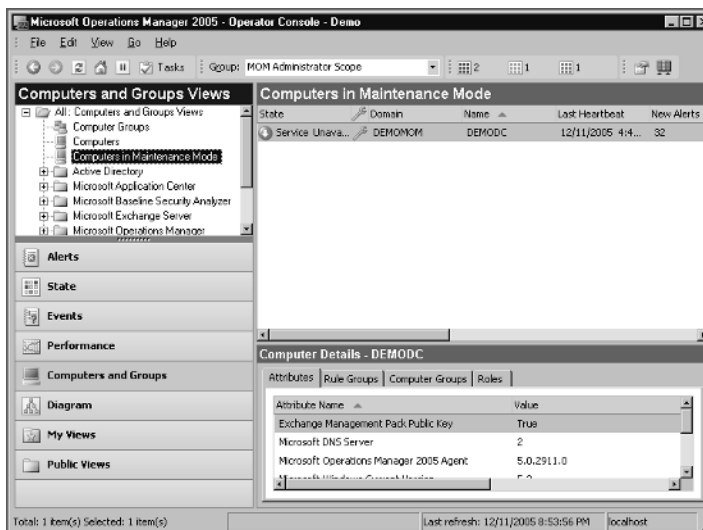 Microsoft Operations Manager 2005 - Operator Console - Demo
File Edit View Go Help
Tasks Group: MOM Administrator Scope 2 1 1
Computers and Groups Views
All: Computers and Groups Views
Computer Groups
Computers
Computers in Maintenance Mode
Active Directory
Microsoft Application Center
Microsoft Baseline Security Analyzer
Microsoft Exchange Server
Microsoft Operations Manager
Alerts
State
Events
Performance
Computers and Groups
Diagram
My Views
Public Views
Computers in Maintenance Mode
State Domain Name Last Heartbeat New Alerts
Service Unava... DEMOMOM DEMODC 12/11/2005 4:4... 32
Computer Details - DEMODC
Attributes Rule Groups Computer Groups Roles
Attribute Name Value
Exchange Management Pack Public Key True
Microsoft DNS Server 2
Microsoft Operations Manager 2005 Agent 5.0.2911.0
Microsoft Windows Current Version 5.2
Total: 1 item(s) Selected: 1 item(s) Last refresh: 12/11/2005 8:53:56 PM localhost